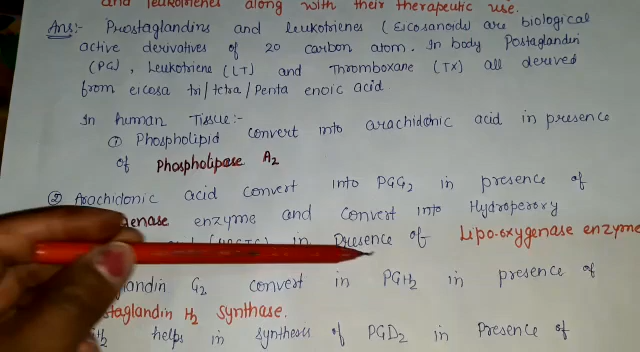 and leukotrienes along with their therapeutic use.
Ans:- Prostaglandins and leukotrienes (Eicosanoids) are biological
active derivatives of 20 carbon atom. In body Postaglandin
(PG), Leukotriene (LT) and Thromboxane (TX) all derived
from eicosa tri/tetra/Penta enoic acid.
In human Tissue:-
① Phospholipid convert into arachidonic acid in presence
of Phospholipase A2
② Arachidonic acid convert into PGG2 in presence of
genase enzyme and convert into Hydroperoxy
in Presence of Lipo-oxygenase enzyme
landin G2 convert in PGH2 in presence of
staglandin H2 synthase.
H2 helps in synthesis of PGD2 in Presence of